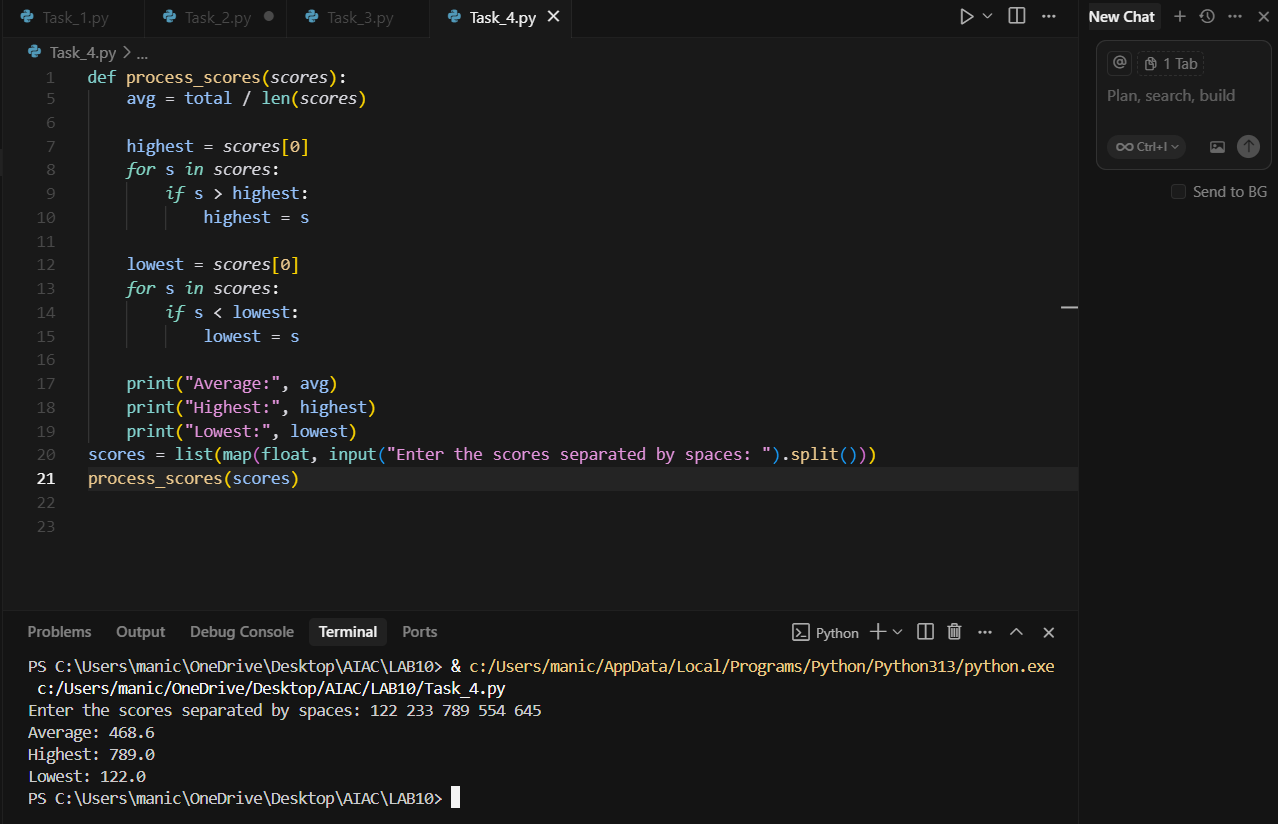 Task_1.py Task_2.py Task_3.py Task_4.py
New Chat
Task_4.py > ...
@ 1 Tab
Plan, search, build
∞ Ctrl+I
Send to BG
1 def process_scores(scores):
5     avg = total / len(scores)
6
7     highest = scores[0]
8     for s in scores:
9         if s > highest:
10             highest = s
11
12     lowest = scores[0]
13     for s in scores:
14         if s < lowest:
15             lowest = s
16
17     print("Average:", avg)
18     print("Highest:", highest)
19     print("Lowest:", lowest)
20 scores = list(map(float, input("Enter the scores separated by spaces: ").split()))
21 process_scores(scores)
22
23
Problems Output Debug Console Terminal Ports
Python
PS C:\Users\manic\OneDrive\Desktop\AIAC\LAB10> & c:/Users/manic/AppData/Local/Programs/Python/Python313/python.exe
c:/Users/manic/OneDrive/Desktop/AIAC/LAB10/Task_4.py
Enter the scores separated by spaces: 122 233 789 554 645
Average: 468.6
Highest: 789.0
Lowest: 122.0
PS C:\Users\manic\OneDrive\Desktop\AIAC\LAB10>